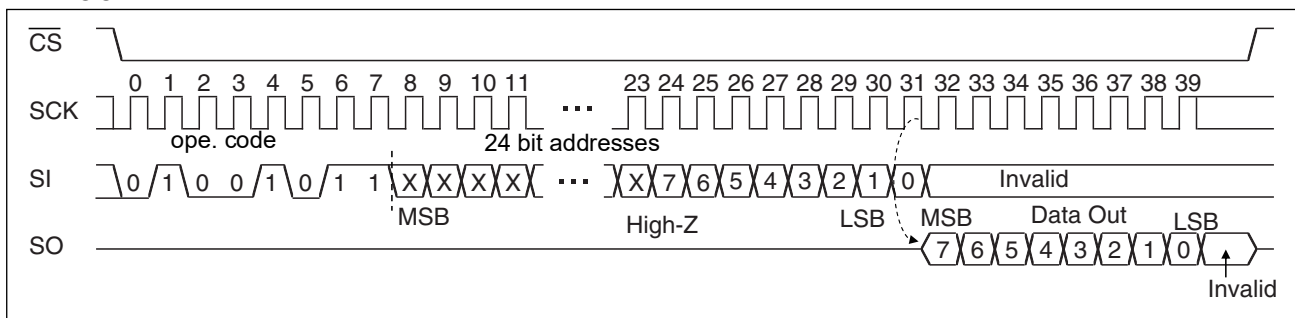 CS
0 1 2 3 4 5 6 7 8 9 10 11 23 24 25 26 27 28 29 30 31 32 33 34 35 36 37 38 39
SCK ...
ope. code 24 bit addresses
SI 0 1 0 0 1 0 1 1 X X X X ... X 7 6 5 4 3 2 1 0 Invalid
MSB High-Z LSB MSB Data Out LSB
SO 7 6 5 4 3 2 1 0
Invalid